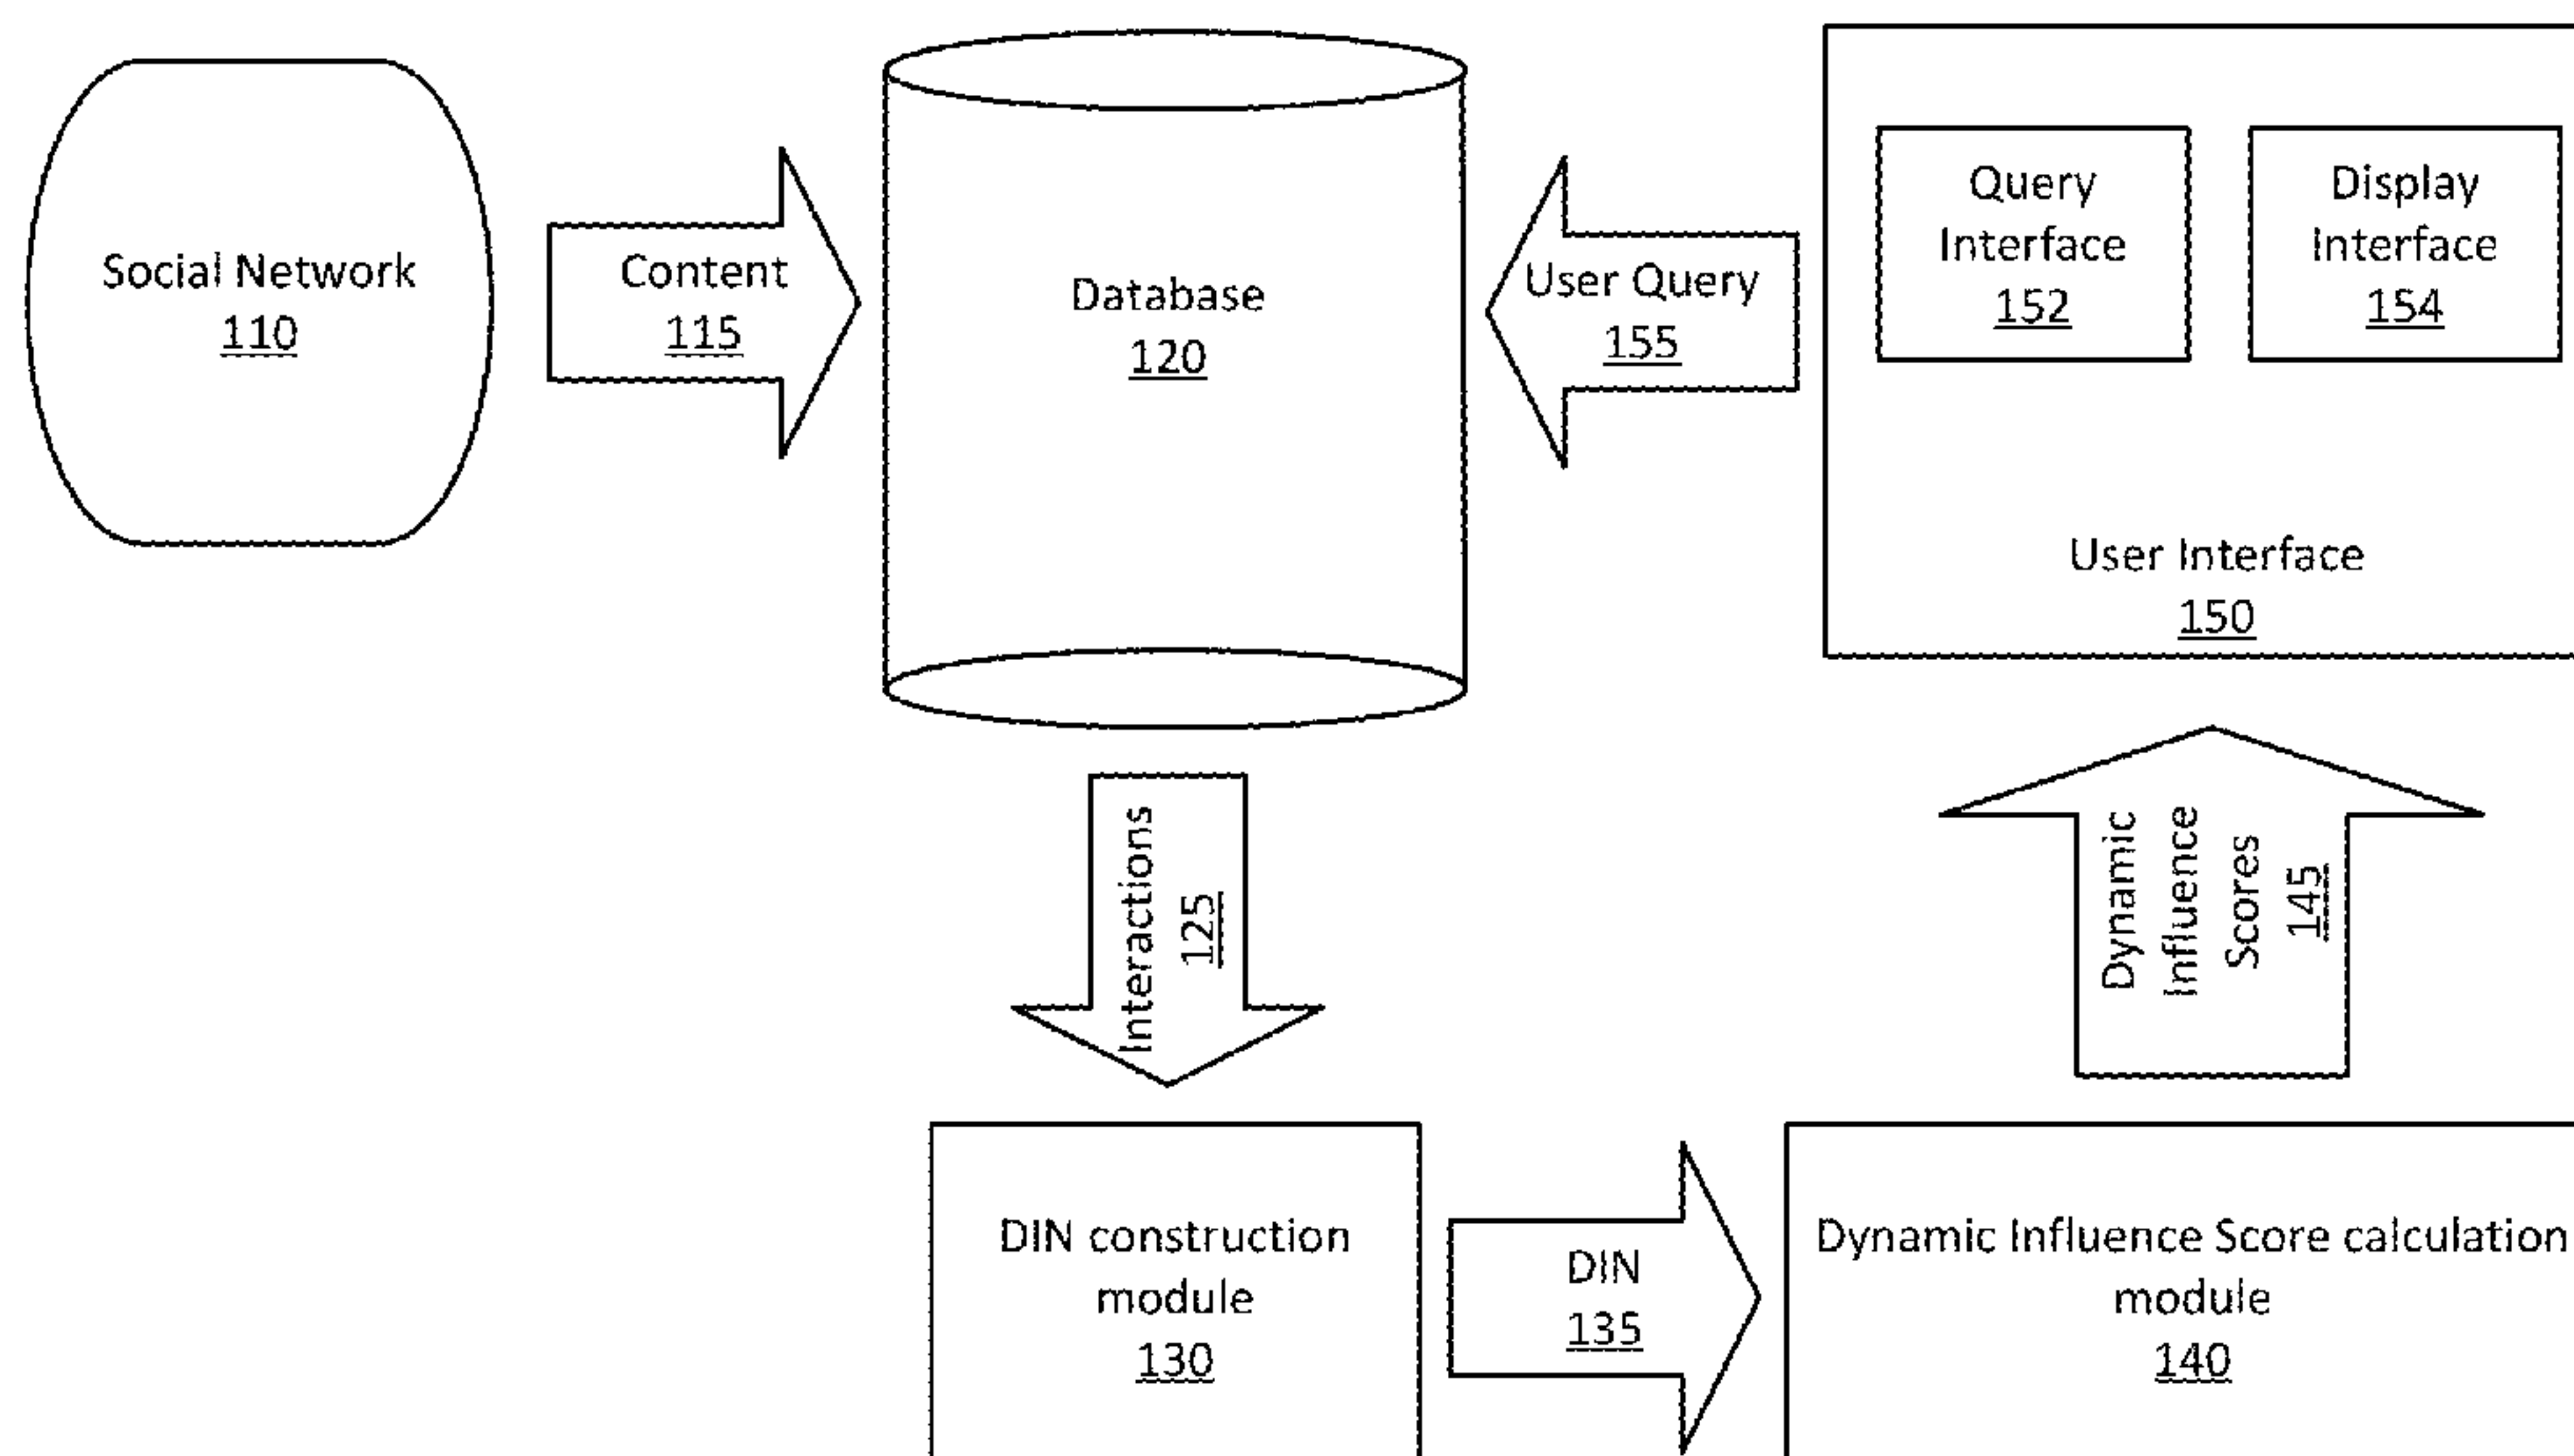 Social Network
110
Content
115
Database
120
User Query
155
Query
Interface
152
Display
Interface
154
User Interface
150
Interactions
125
Dynamic
Influence
Scores
145
DIN construction
module
130
DIN
135
Dynamic Influence Score calculation
module
140